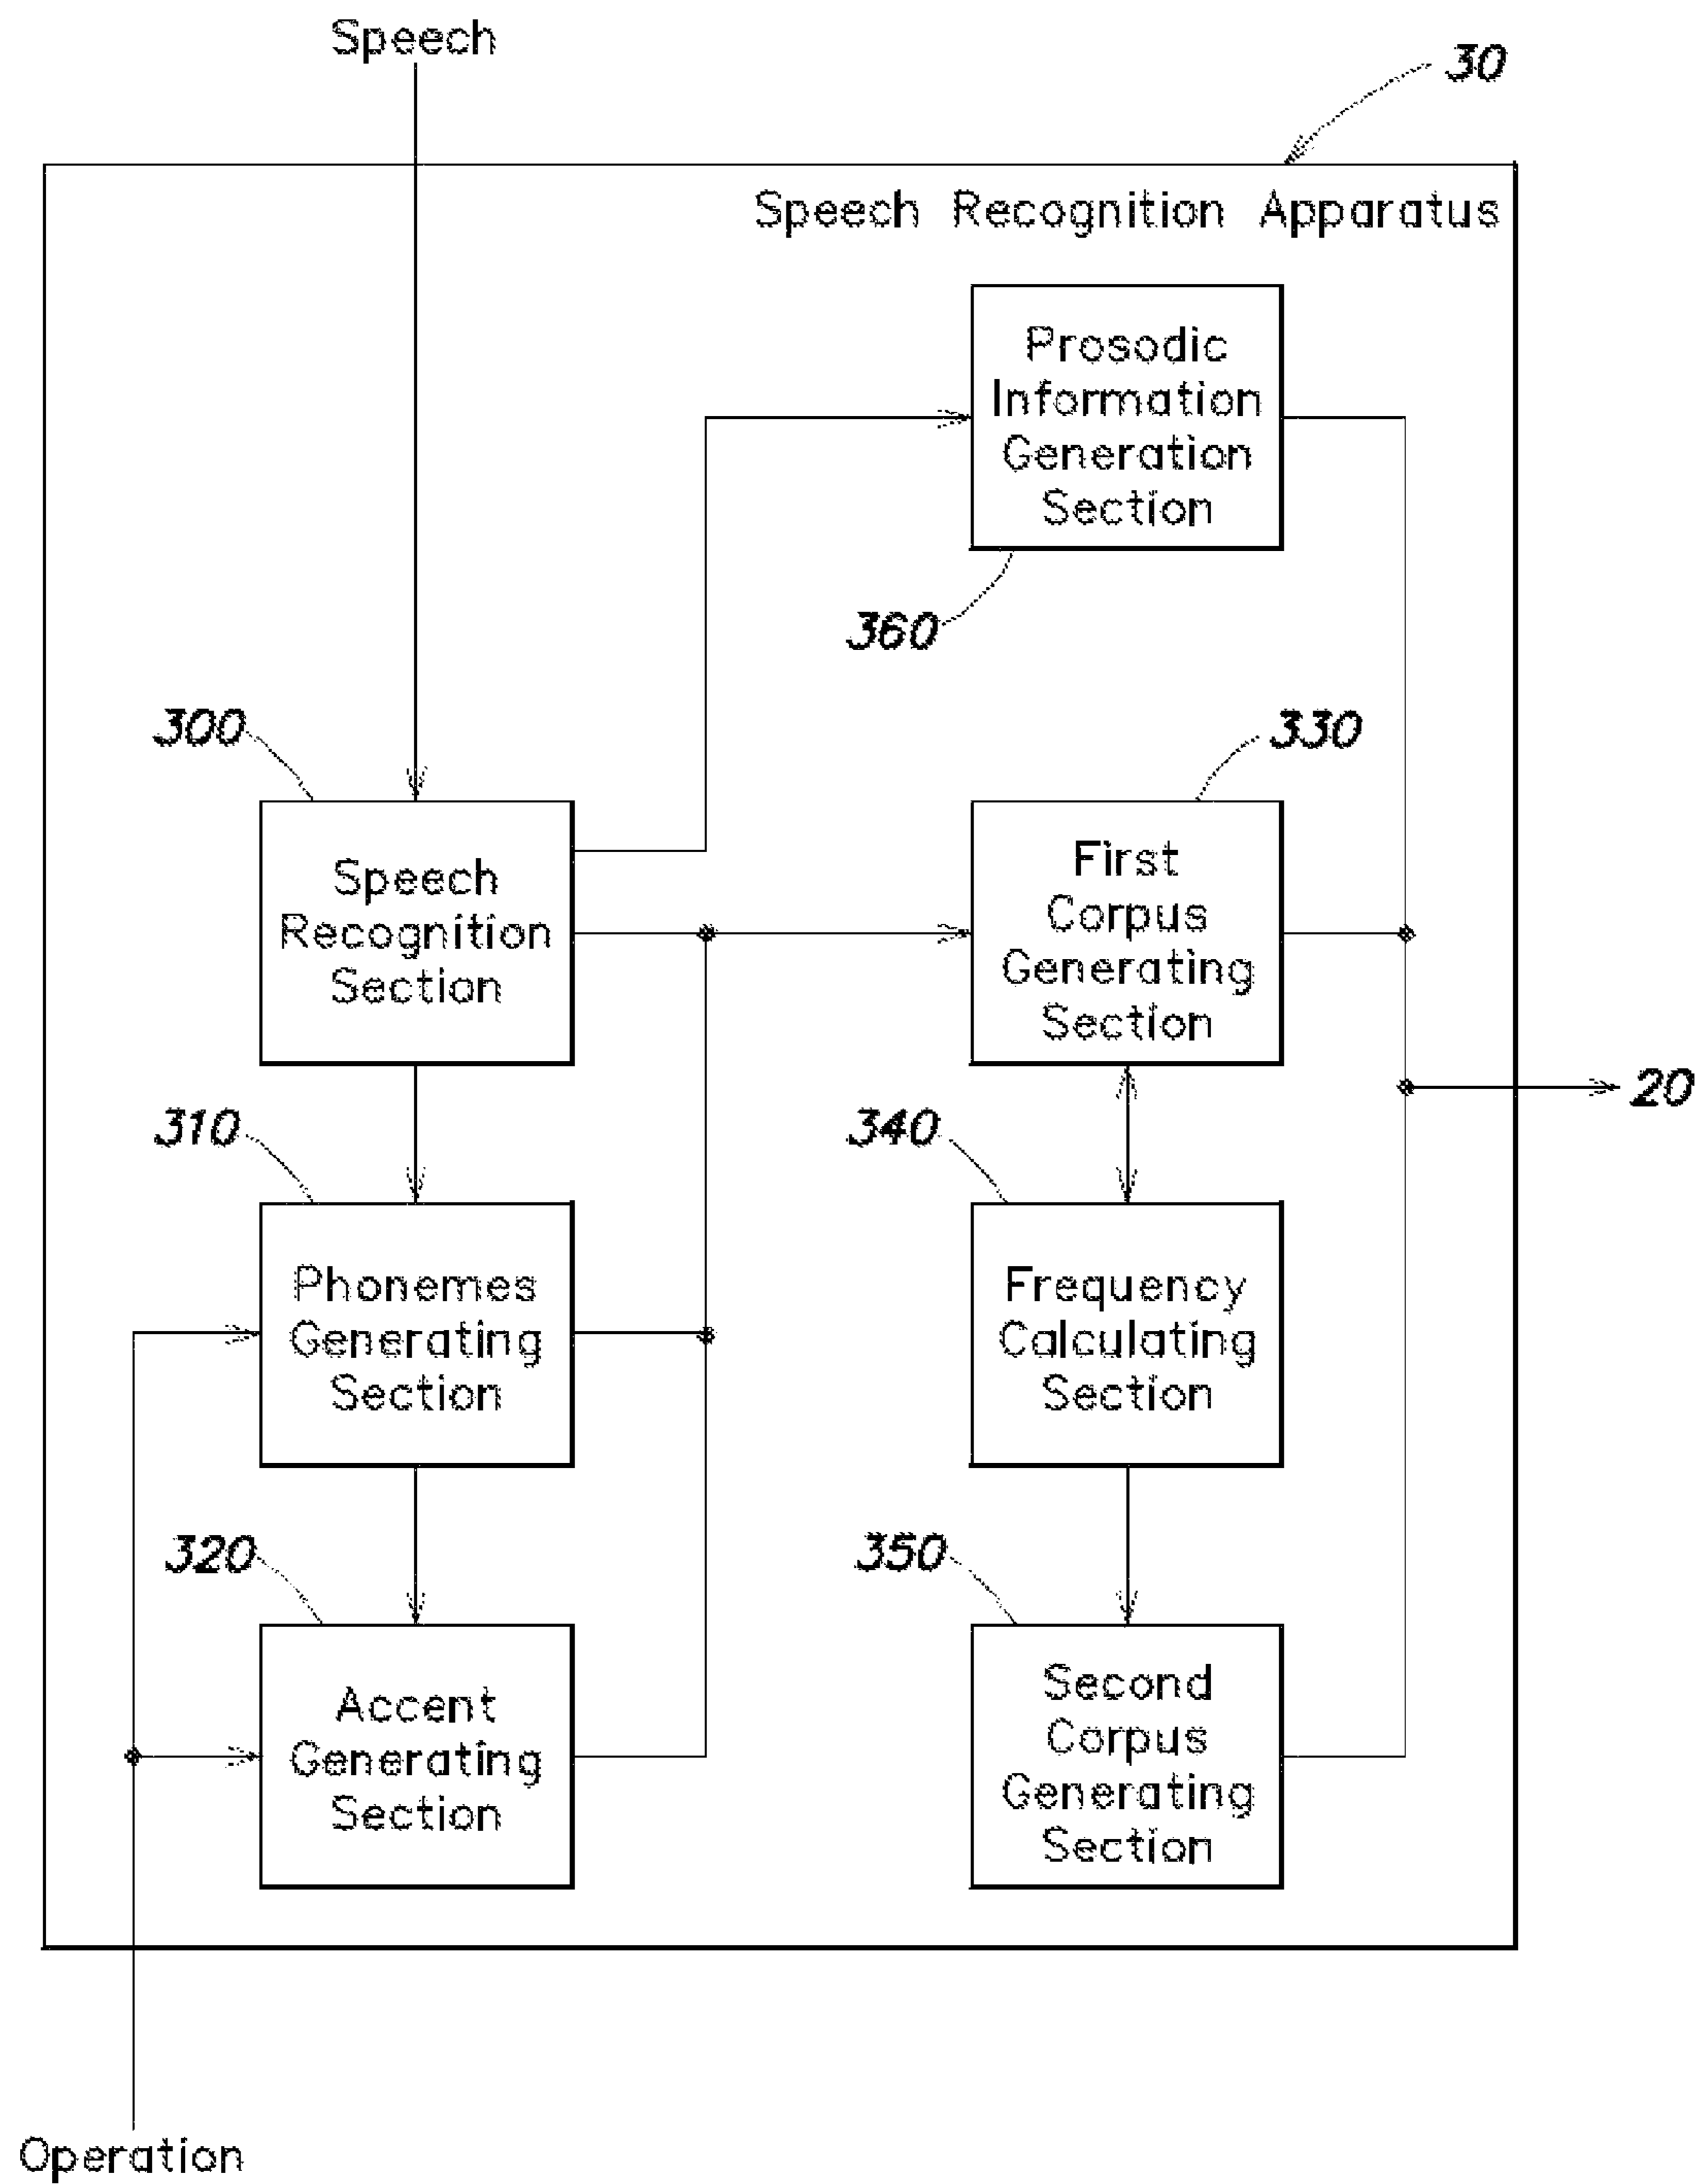 Speech
30
Speech Recognition Apparatus
Prosodic
Information
Generation
Section
360
300
330
Speech
Recognition
Section
First
Corpus
Generating
Section
20
310
340
Phonemes
Generating
Section
Frequency
Calculating
Section
320
350
Accent
Generating
Section
Second
Corpus
Generating
Section
Operation